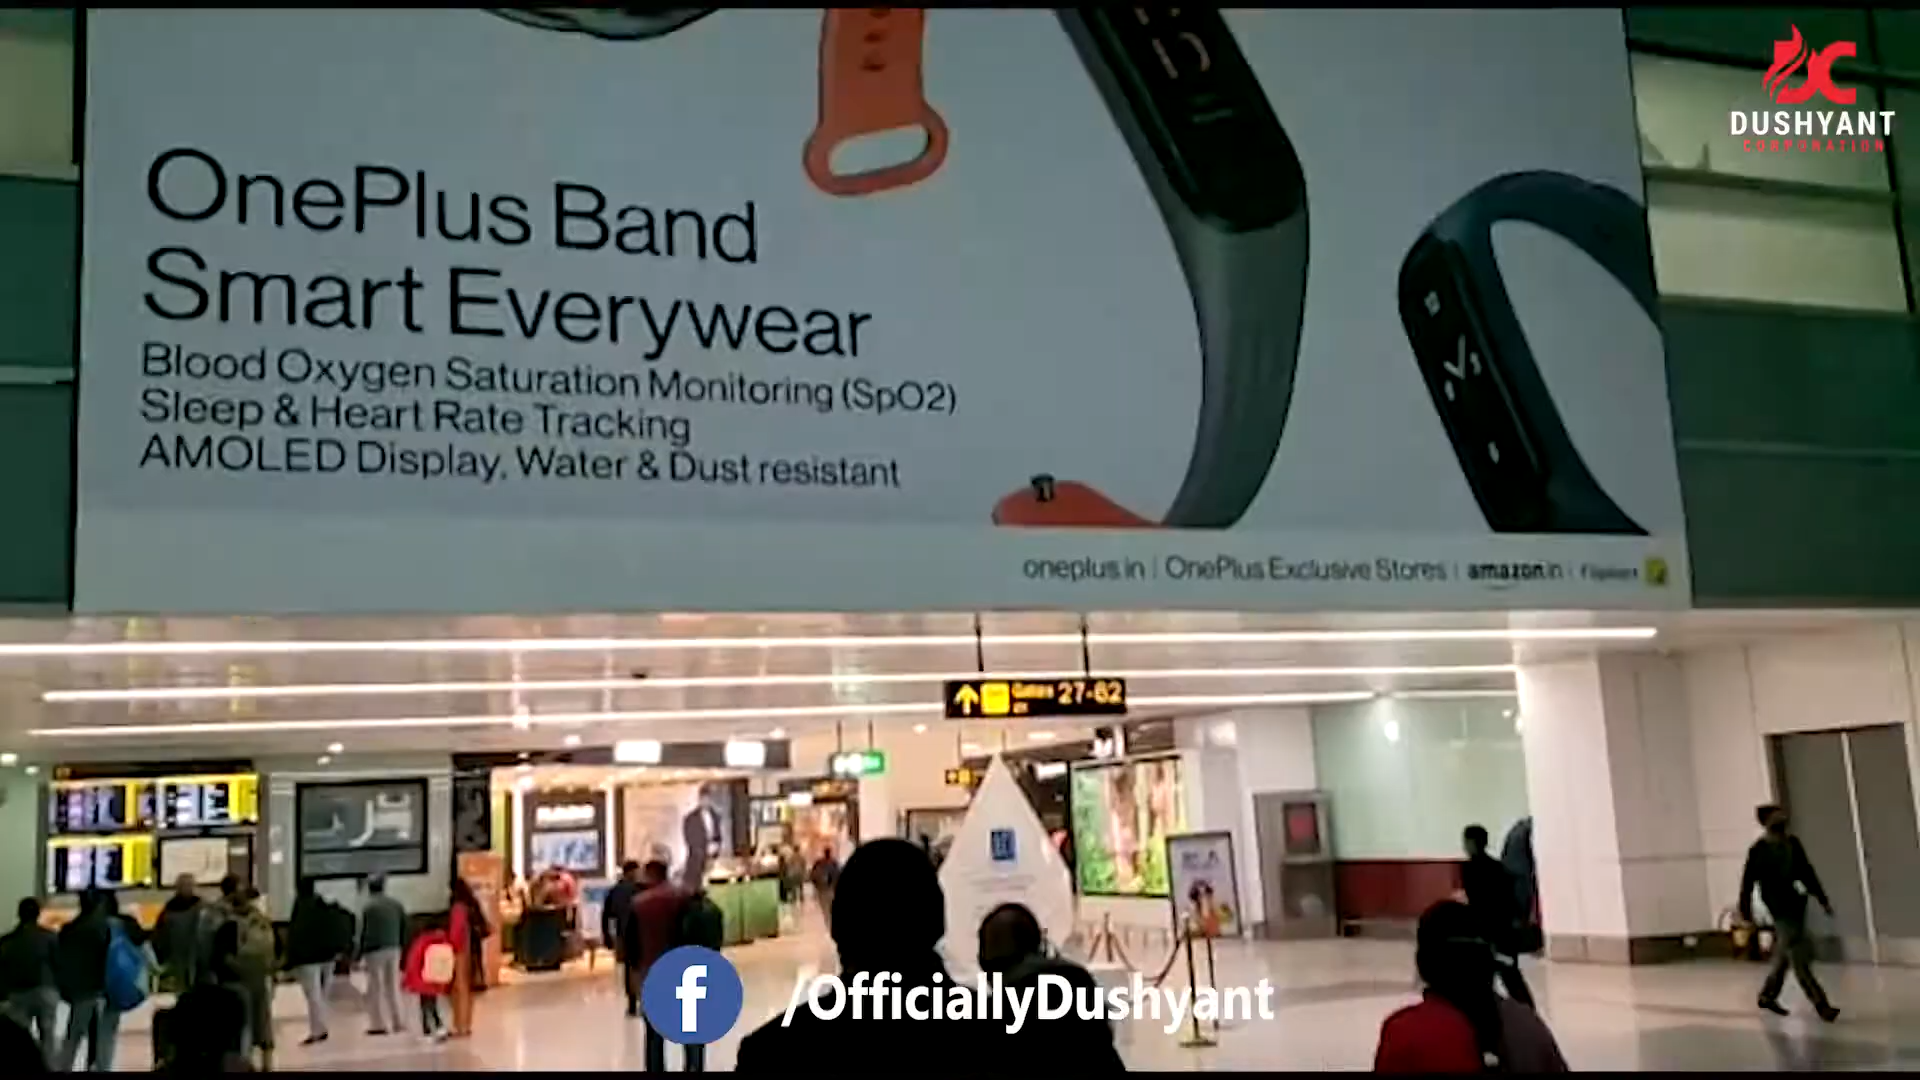 DUSHYANT
CORPORATION
OnePlus Band
Smart Everywear
Blood Oxygen Saturation Monitoring (SpO2)
Sleep & Heart Rate Tracking
AMOLED Display, Water & Dust resistant
oneplus.in | OnePlus Exclusive Stores | amazon.in | Flipkart
Gates 27-62
f /OfficiallyDushyant